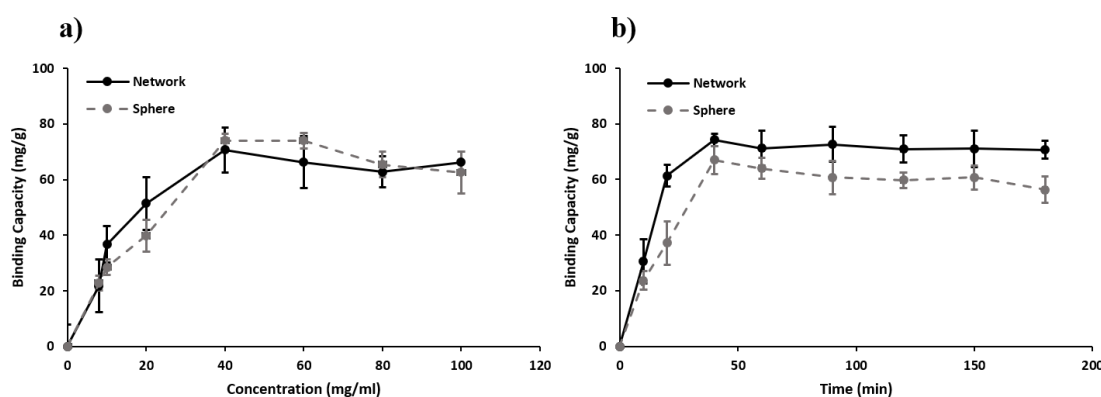 a)
100
80
60
40
20
0
Binding Capacity (mg/g)
Network
Sphere
0 20 40 60 80 100 120
Concentration (mg/ml)
b)
100
80
60
40
20
0
Binding Capacity (mg/g)
Network
Sphere
0 50 100 150 200
Time (min)